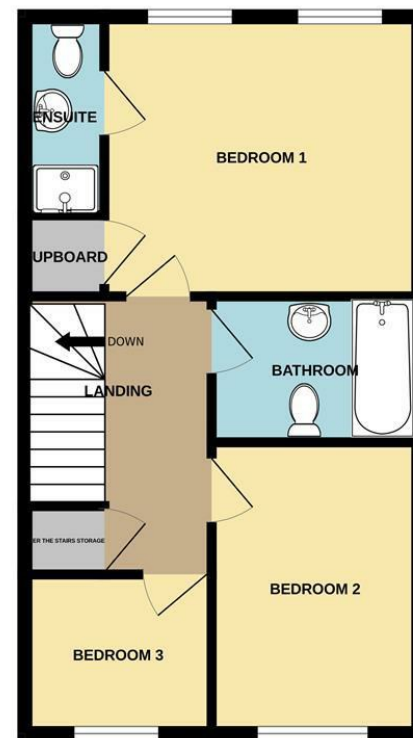 ENSUITE
BEDROOM 1
UPBOARD
DOWN
LANDING
BATHROOM
ER THE STAIRS STORAGE
BEDROOM 2
BEDROOM 3